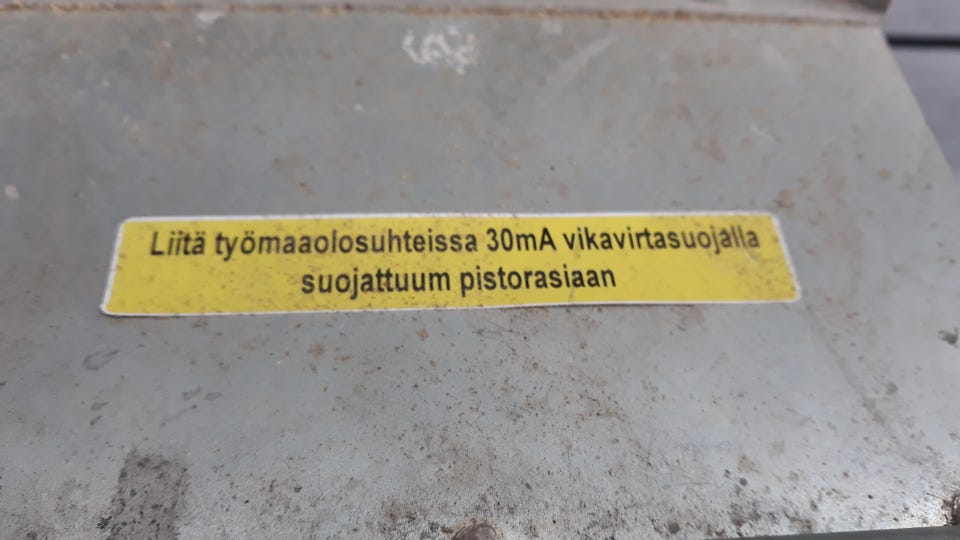 Liitä työmaaolosuhteissa 30mA vikavirtasuojalla
suojattuum pistorasiaan